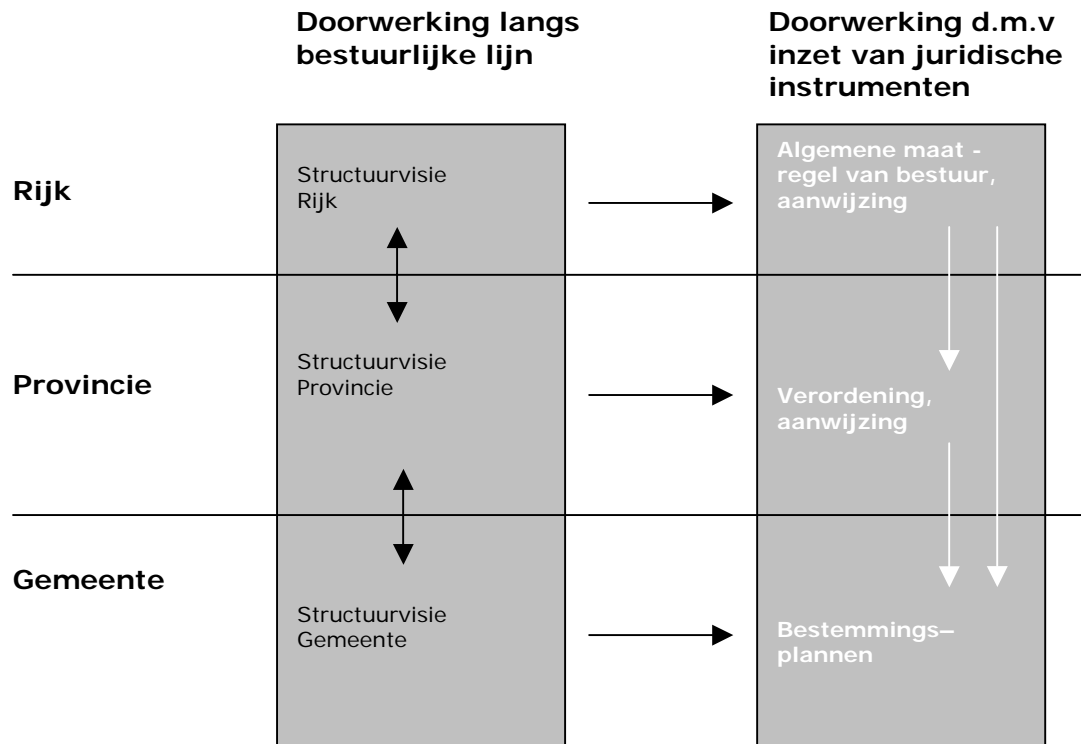 Doorwerking langs
bestuurlijke lijn
Doorwerking d.m.v
inzet van juridische
instrumenten
Rijk
Structuurvisie
Rijk
Algemene maat -
regel van bestuur,
aanwijzing
Provincie
Structuurvisie
Provincie
Verordening,
aanwijzing
Gemeente
Structuurvisie
Gemeente
Bestemmings–
plannen